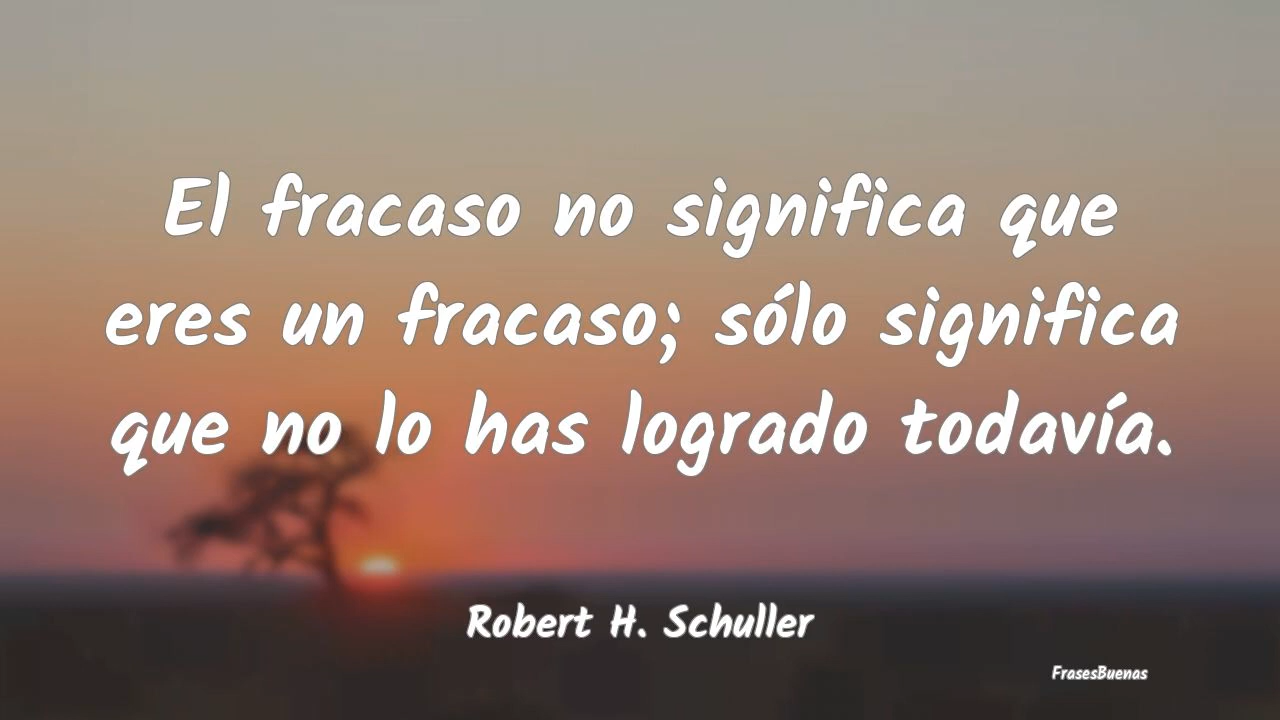 El fracaso no significa que
eres un fracaso; sólo significa
que no lo has logrado todavía.
Robert H. Schuller
FrasesBuenas